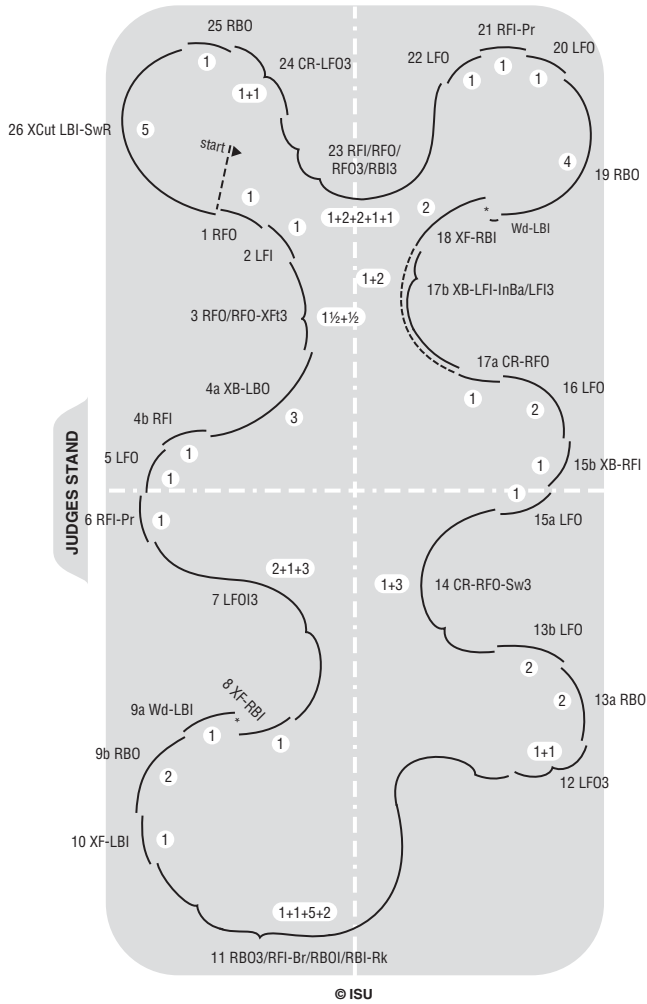 25 RBO
21 RFI-Pr
20 LFO
22 LFO
24 CR-LFO3
1
1
1
1
1+1
26 XCut LBI-SwR
5
start
23 RFI/RFO/
RFO3/RBI3
4
19 RBO
1
1+2+2+1+1
2
*
Wd-LBI
1 RFO
1
18 XF-RBI
2 LFI
1+2
17b XB-LFI-InBa/LFI3
3 RFO/RFO-XFt3
1½+½
17a CR-RFO
4a XB-LBO
1
16 LFO
2
3
4b RFI
1
5 LFO
1
1
15b XB-RFI
1
JUDGES STAND
6 RFI-Pr
1
15a LFO
2+1+3
1+3
14 CR-RFO-Sw3
7 LFOI3
13b LFO
2
8 XF-RBI
9a Wd-LBI
*
2
13a RBO
1
1
9b RBO
1+1
2
12 LFO3
10 XF-LBI
1
1+1+5+2
11 RBO3/RFI-Br/RBOI/RBI-Rk
© ISU